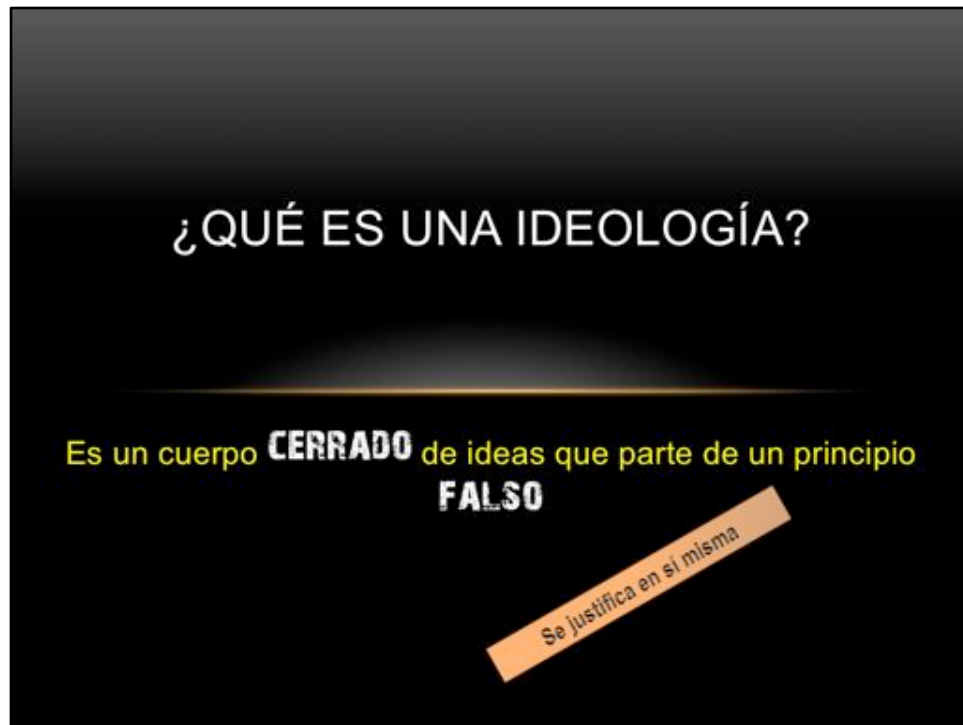 ¿QUÉ ES UNA IDEOLOGÍA?
Es un cuerpo CERRADO de ideas que parte de un principio
FALSO
Se justifica en sí misma